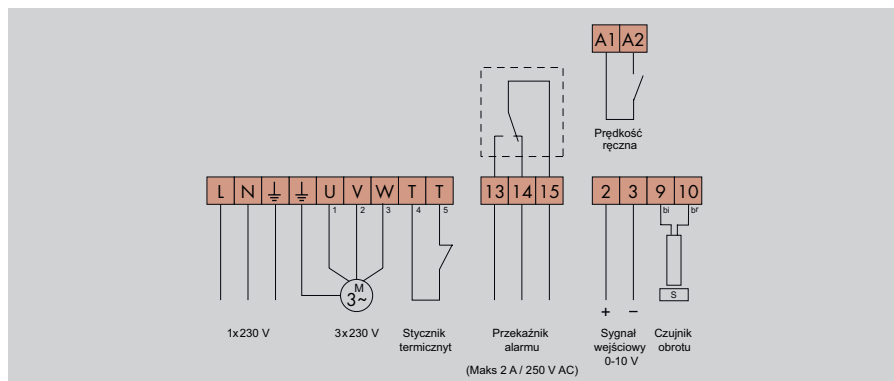 A1 A2
Prędkość
ręczna
L N U V W T T
1 2 3 4 5
13 14 15
2 3 9 10
bi br
M
3~
S
+ −
1x230 V
3x230 V
Stycznik
termicznyt
Przekaźnik
alarmu
(Maks 2 A / 250 V AC)
Sygnał
wejściowy
0-10 V
Czujnik
obrotu